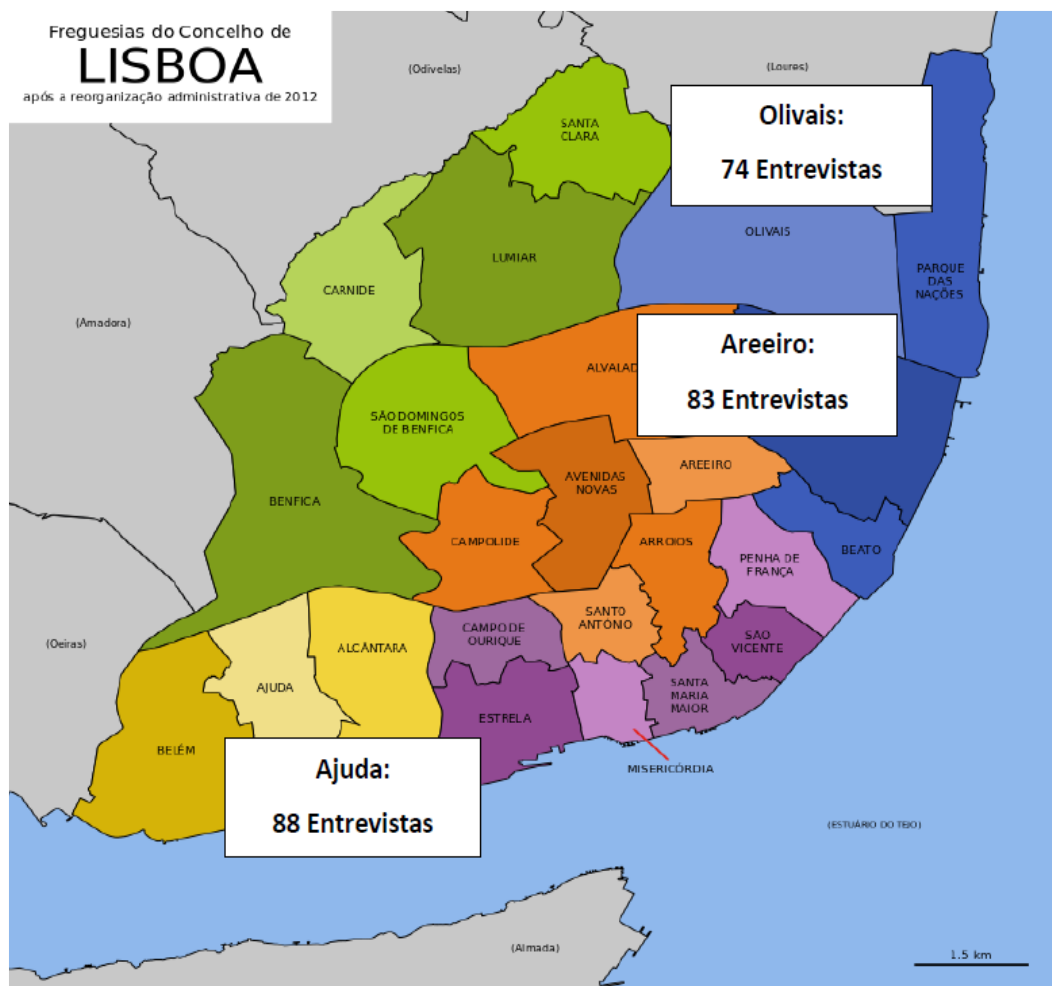 Freguesias do Concelho de
LISBOA
após a reorganização administrativa de 2012
(Odivelas)
(Loures)
SANTA
CLARA
Olivais:
74 Entrevistas
OLIVAIS
LUMIAR
PARQUE
DAS
NAÇÕES
CARNIDE
(Amadora)
Areeiro:
83 Entrevistas
ALVALAD
SÃO DOMINGOS
DE BENFICA
AREEIRO
AVENIDAS
NOVAS
BENFICA
CAMPOLIDE
ARROIOS
BEATO
PENHA DE
FRANÇA
SANTO
ANTÓNIO
CAMPO DE
OURIQUE
SÃO
VICENTE
(Oeiras)
ALCÂNTARA
AJUDA
SANTA
MARIA
MAIOR
ESTRELA
BELÉM
MISERICÓRDIA
Ajuda:
88 Entrevistas
(ESTUÁRIO DO TEJO)
(Almada)
1.5 km